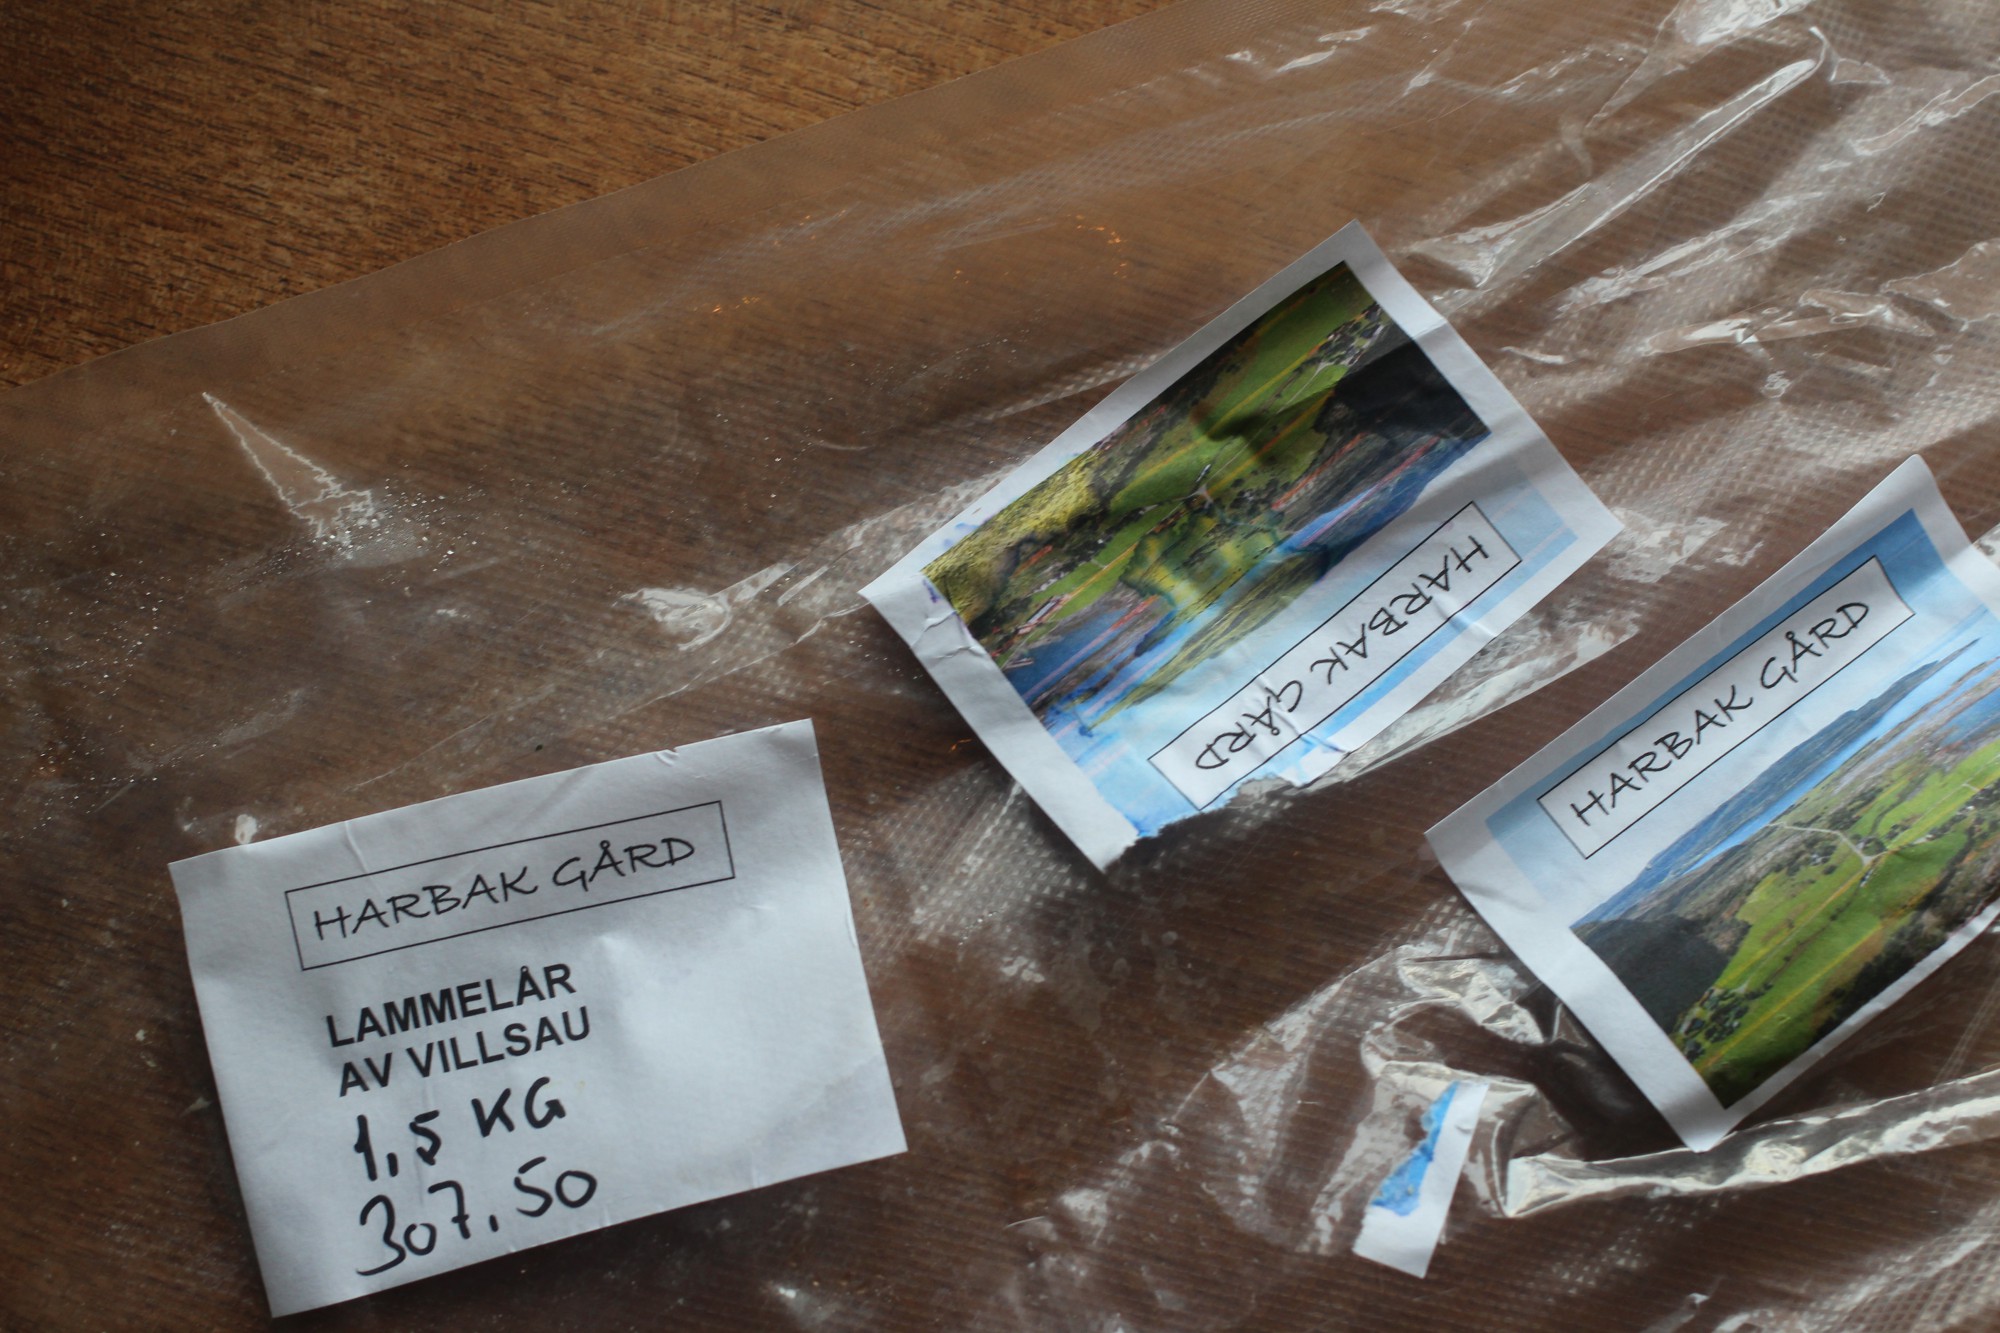 HARBAK GÅRD
LAMMELÅR
AV VILLSAU
1,5 KG
307,50
HARBAK GÅRD
HARBAK GÅRD